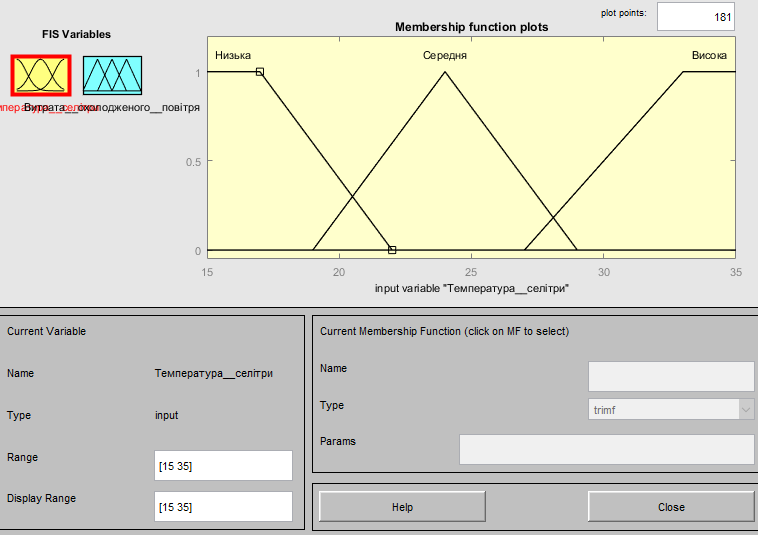 plot points:
181
FIS Variables
Membership function plots
Низька
Середня
Висока
1
0.5
0
15
20
25
30
35
input variable "Температура__селітри"
Витрата__охолодженого__повітря
Current Variable
Name
Температура__селітри
Type
input
Range
[15 35]
Display Range
[15 35]
Current Membership Function (click on MF to select)
Name
Type
trimf
Params
Help
Close